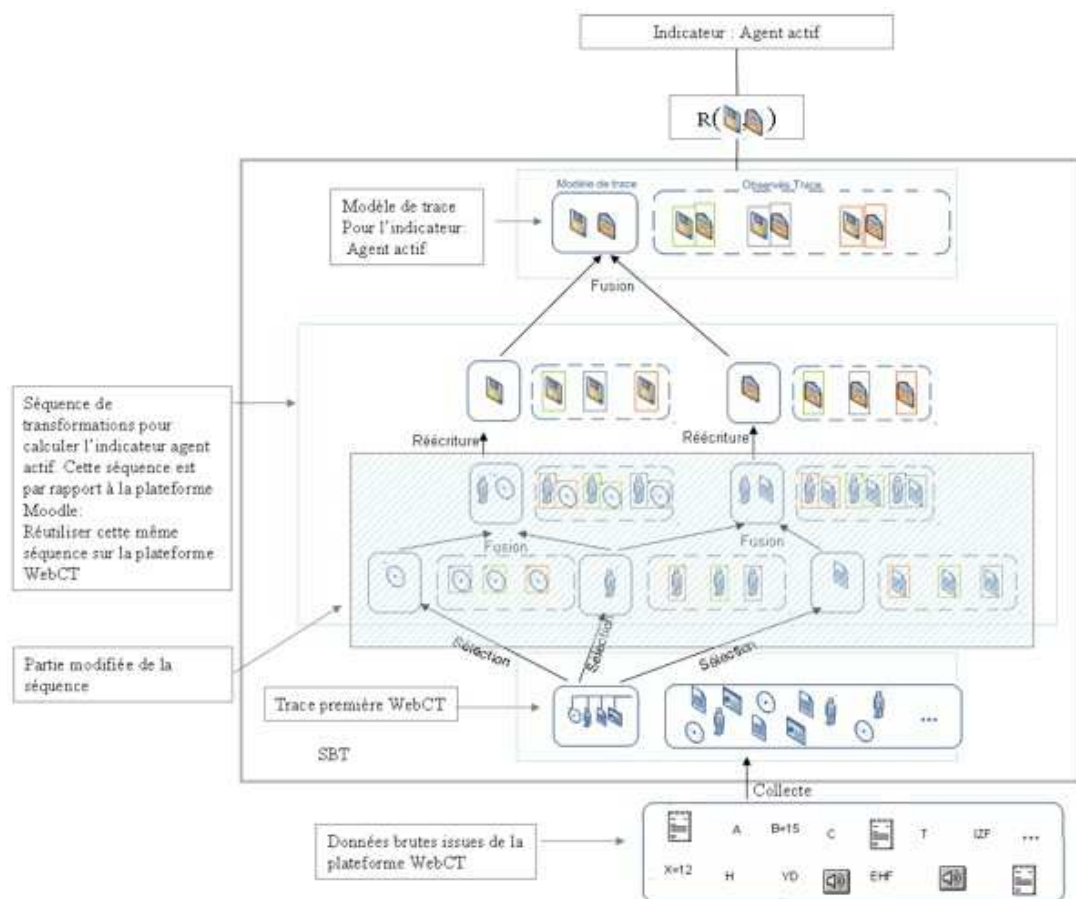 Indicateur : Agent actif
R( )
Modèle de trace
Observés Trace
Modèle de trace
Pour l'indicateur:
Agent actif
Fusion
Séquence de
transformations pour
calculer l'indicateur agent
actif. Cette séquence est
par rapport à la plateforme
Moodle:
Réutiliser cette même
séquence sur la plateforme
WebCT
Réécriture
Réécriture
Fusion
Fusion
Partie modifiée de la
séquence
Sélection
Sélection
Sélection
Trace première WebCT
...
SBT
Collecte
Données brutes issues de la
plateforme WebCT
A
B=15
C
T
IZF
...
X=12
H
YD
EHF